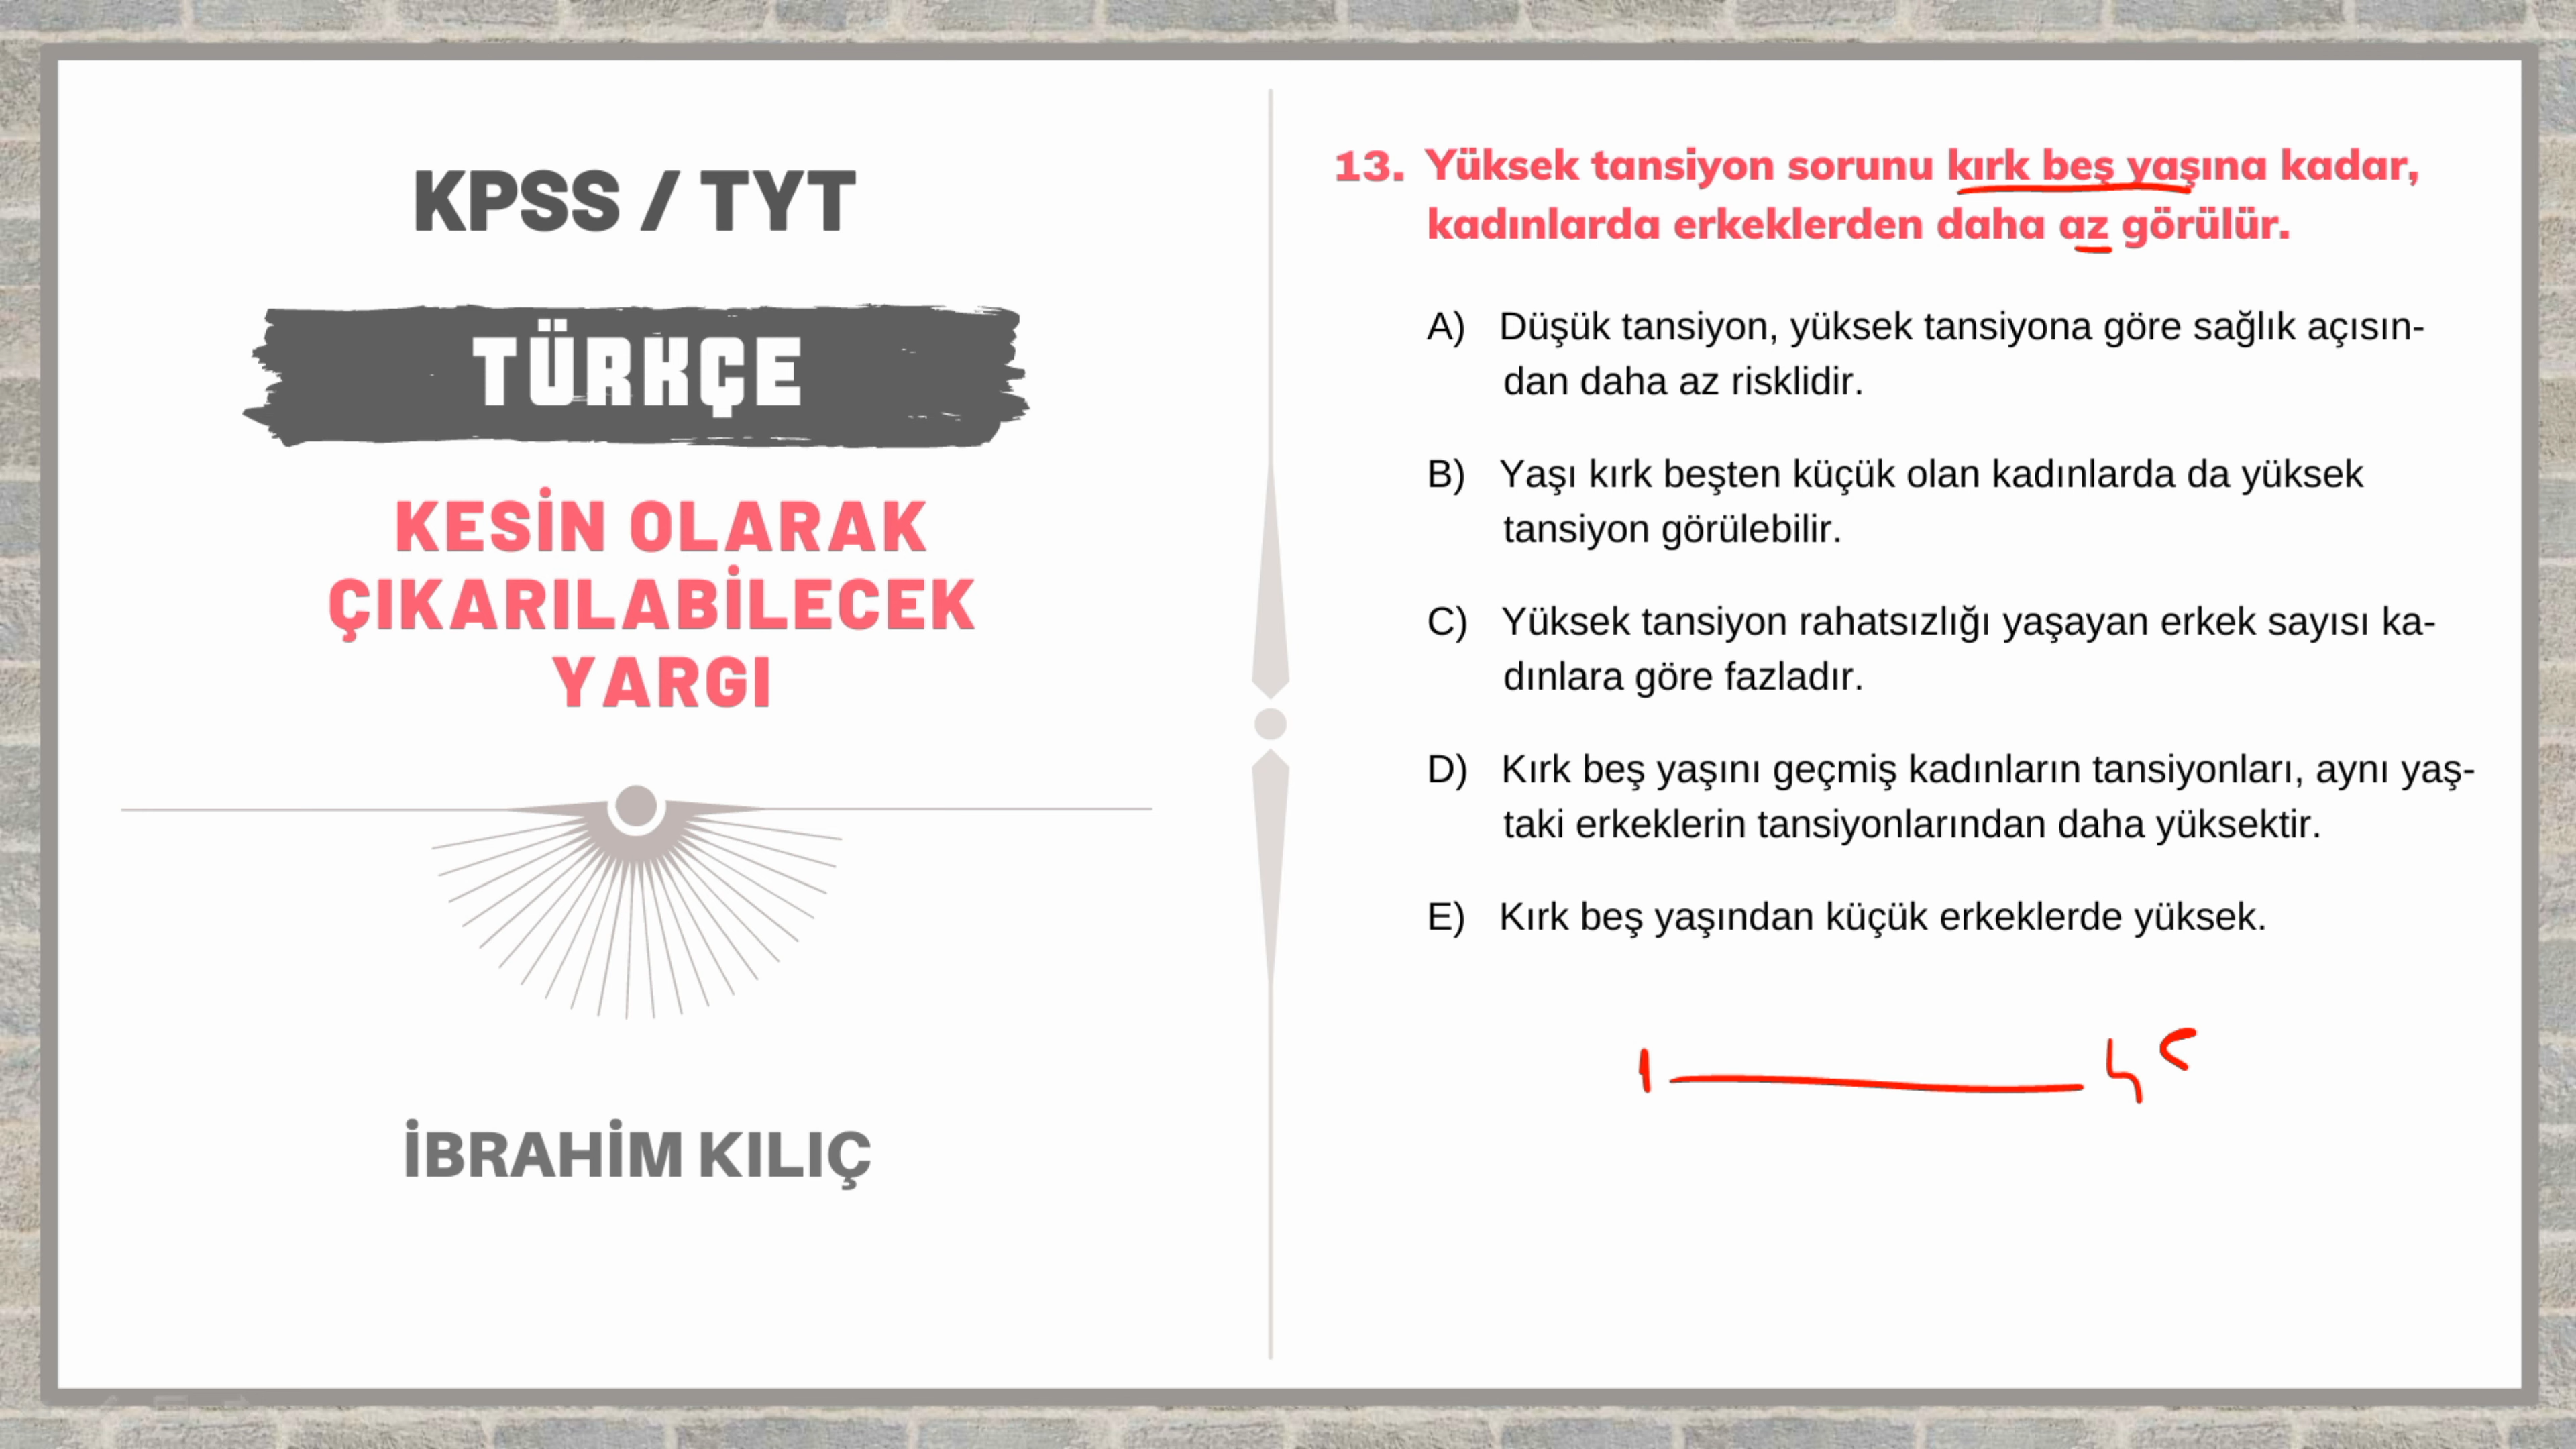 KPSS / TYT
TÜRKÇE
KESİN OLARAK
ÇIKARILABİLECEK
YARGI
İBRAHİM KILIÇ
13. Yüksek tansiyon sorunu kırk beş yaşına kadar,
kadınlarda erkeklerden daha az görülür.
A) Düşük tansiyon, yüksek tansiyona göre sağlık açısın-
dan daha az risklidir.
B) Yaşı kırk beşten küçük olan kadınlarda da yüksek
tansiyon görülebilir.
C) Yüksek tansiyon rahatsızlığı yaşayan erkek sayısı ka-
dınlara göre fazladır.
D) Kırk beş yaşını geçmiş kadınların tansiyonları, aynı yaş-
taki erkeklerin tansiyonlarından daha yüksektir.
E) Kırk beş yaşından küçük erkeklerde yüksek.
1 — 45